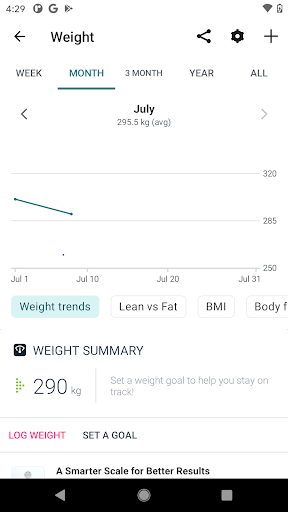 4:29
Weight
WEEK MONTH 3 MONTH YEAR ALL
July
295.5 kg (avg)
320
285
250
Jul 1 Jul 10 Jul 20 Jul 31
Weight trends Lean vs Fat BMI Body f
WEIGHT SUMMARY
290 kg
Set a weight goal to help you stay on
track!
LOG WEIGHT SET A GOAL
A Smarter Scale for Better Results